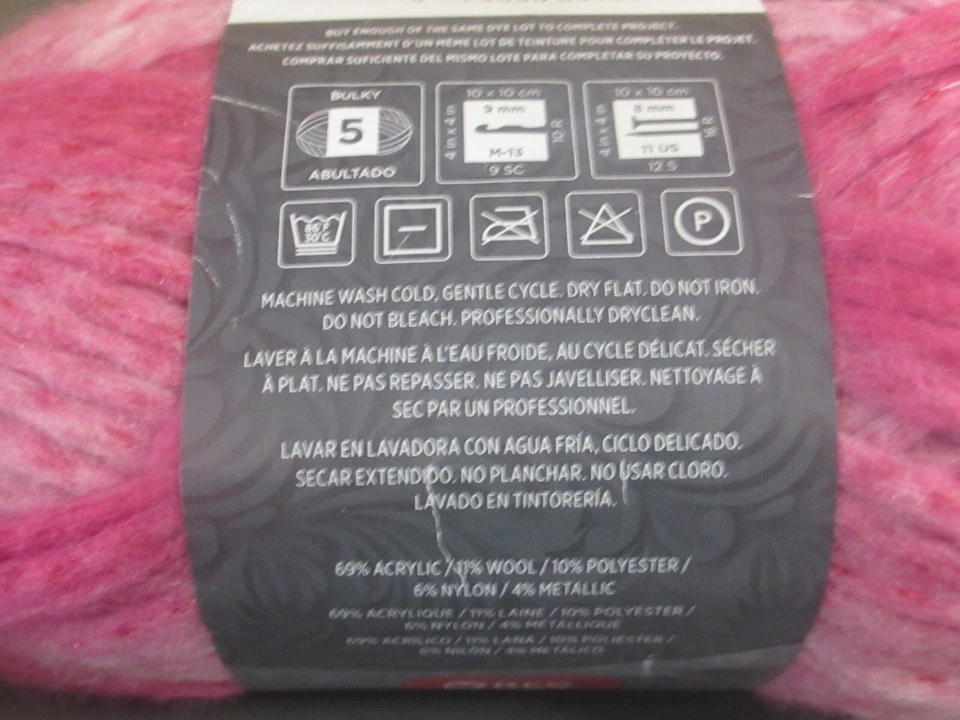 BUY ENOUGH OF THE SAME DYE LOT TO COMPLETE PROJECT.
ACHETEZ SUFFISAMMENT D'UN MÊME LOT DE TEINTURE POUR COMPLÉTER LE PROJET.
COMPRAR SUFICIENTE DEL MISMO LOTE PARA COMPLETAR SU PROYECTO.
BULKY
5
ABULTADO
10 x 10 cm
4 in x 4 in
9 mm
M-13
10 R
9 SC
10 x 10 cm
4 in x 4 in
8 mm
11 US
16 R
12 S
86°F
30°C
P
MACHINE WASH COLD, GENTLE CYCLE. DRY FLAT. DO NOT IRON.
DO NOT BLEACH. PROFESSIONALLY DRYCLEAN.
LAVER À LA MACHINE À L'EAU FROIDE, AU CYCLE DÉLICAT. SÉCHER
À PLAT. NE PAS REPASSER. NE PAS JAVELLISER. NETTOYAGE À
SEC PAR UN PROFESSIONNEL.
LAVAR EN LAVADORA CON AGUA FRÍA, CICLO DELICADO.
SECAR EXTENDIDO. NO PLANCHAR. NO USAR CLORO.
LAVADO EN TINTORERÍA.
69% ACRYLIC / 11% WOOL / 10% POLYESTER /
6% NYLON / 4% METALLIC
69% ACRYLIQUE / 11% LAINE / 10% POLYESTER /
6% NYLON / 4% MÉTALLIQUE
69% ACRÍLICO / 11% LANA / 10% POLIÉSTER /
6% NILÓN / 4% METÁLICO